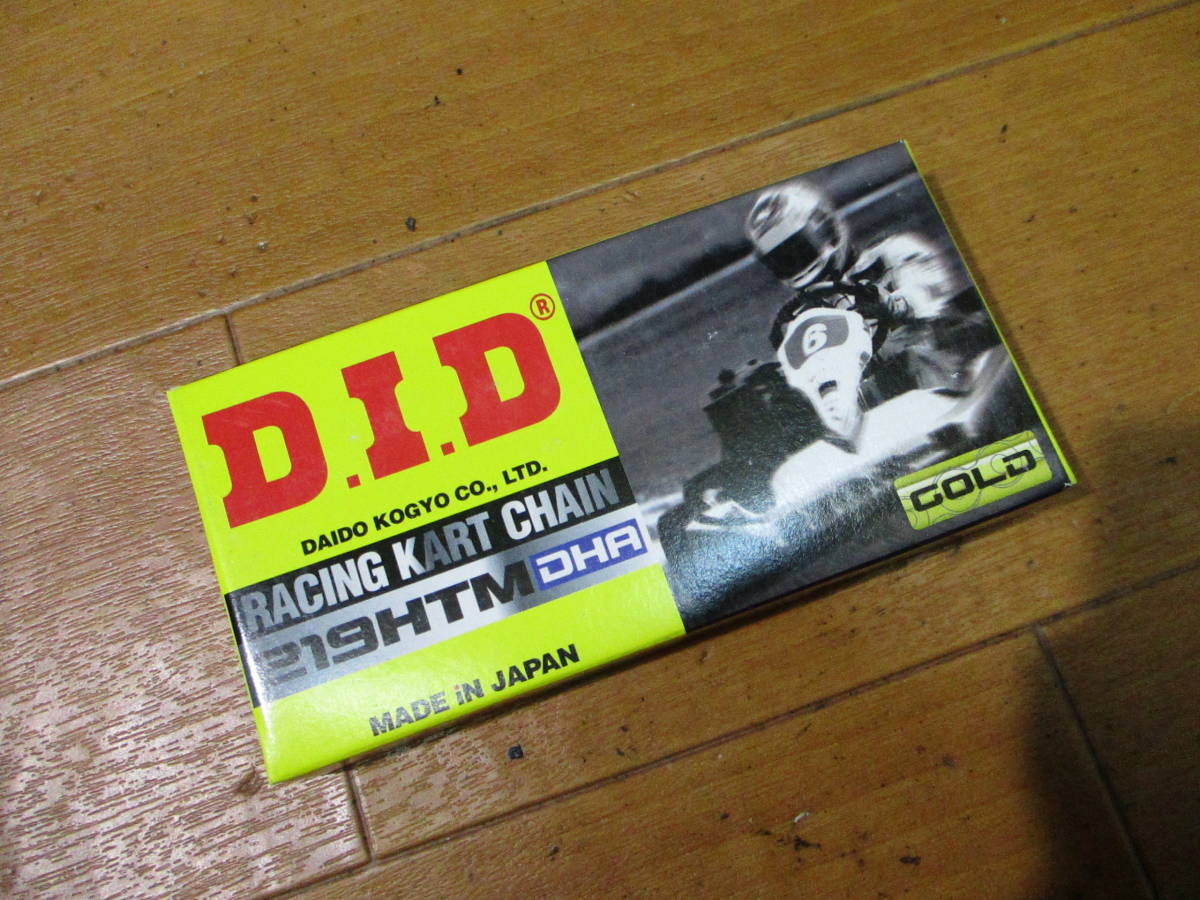 D.I.D®
DAIDO KOGYO CO., LTD.
RACING KART CHAIN
219HTM DHA
MADE iN JAPAN
6
GOLD